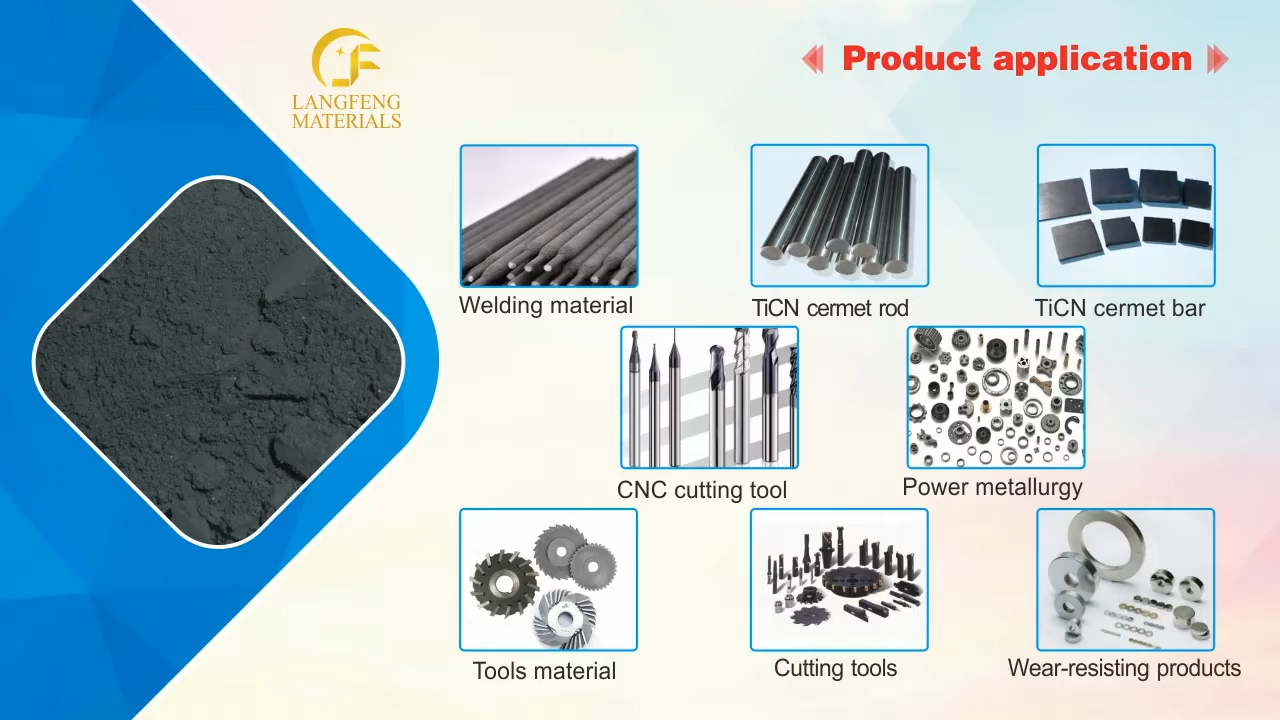 LANGFENG
MATERIALS
Product application
Welding material
TiCN cermet rod
TiCN cermet bar
CNC cutting tool
Power metallurgy
Tools material
Cutting tools
Wear-resisting products